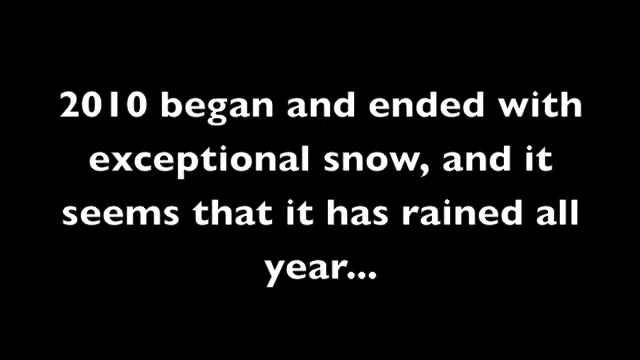 2010 began and ended with
exceptional snow, and it
seems that it has rained all
year...